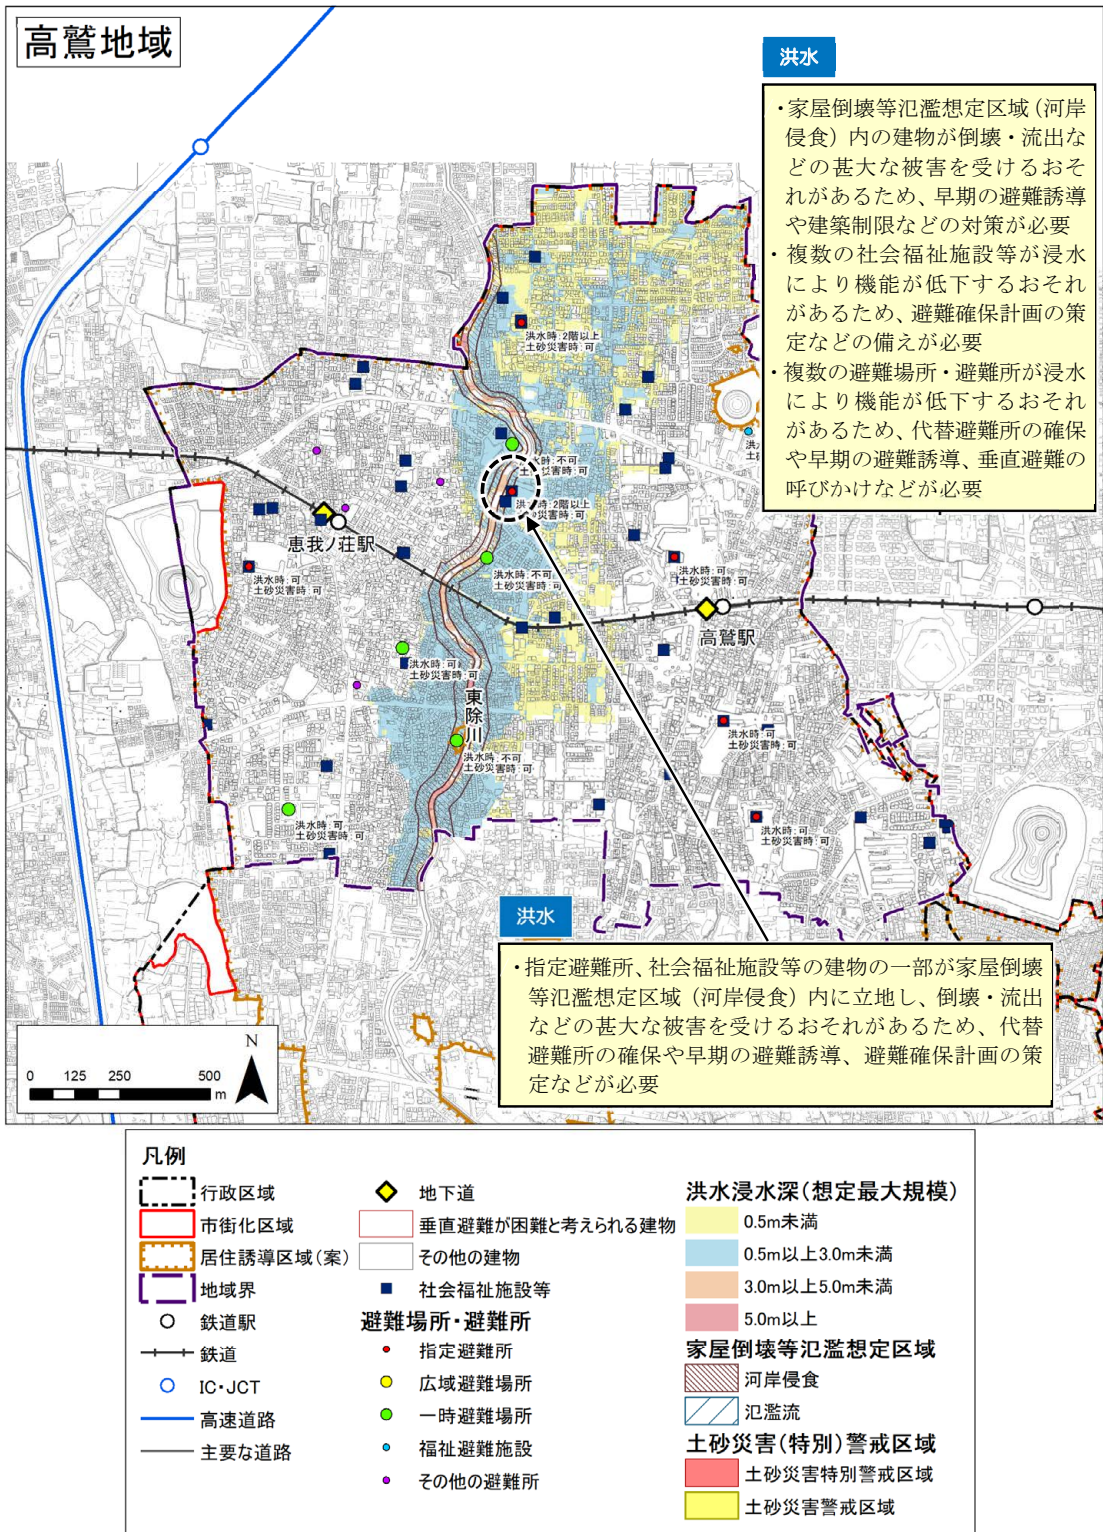 高鷲地域
洪水
・家屋倒壊等氾濫想定区域(河岸
侵食)内の建物が倒壊・流出な
どの甚大な被害を受けるおそ
れがあるため、早期の避難誘導
や建築制限などの対策が必要
・複数の社会福祉施設等が浸水
により機能が低下するおそれ
があるため、避難確保計画の策
定などの備えが必要
・複数の避難場所・避難所が浸水
により機能が低下するおそれ
があるため、代替避難所の確保
や早期の避難誘導、垂直避難の
呼びかけなどが必要
洪水時:2階以上
土砂災害時:可
洪水時:不可
土砂災害時:可
洪水時:2階以上
土砂災害時:可
恵我ノ荘駅
洪水時:可
土砂災害時:可
洪水時:不可
土砂災害時:可
洪水時:可
土砂災害時:可
高鷲駅
洪水時:可
土砂災害時:可
東除川
洪水時:可
土砂災害時:可
洪水時:不可
土砂災害時:可
洪水時:可
土砂災害時:可
洪水時:可
土砂災害時:可
洪水
・指定避難所、社会福祉施設等の建物の一部が家屋倒壊
等氾濫想定区域(河岸侵食)内に立地し、倒壊・流出
などの甚大な被害を受けるおそれがあるため、代替
避難所の確保や早期の避難誘導、避難確保計画の策
定などが必要
N
0 125 250 500
m
凡例
行政区域
市街化区域
居住誘導区域(案)
地域界
鉄道駅
鉄道
IC・JCT
高速道路
主要な道路
地下道
垂直避難が困難と考えられる建物
その他の建物
社会福祉施設等
避難場所・避難所
指定避難所
広域避難場所
一時避難場所
福祉避難施設
その他の避難所
洪水浸水深(想定最大規模)
0.5m未満
0.5m以上3.0m未満
3.0m以上5.0m未満
5.0m以上
家屋倒壊等氾濫想定区域
河岸侵食
氾濫流
土砂災害(特別)警戒区域
土砂災害特別警戒区域
土砂災害警戒区域